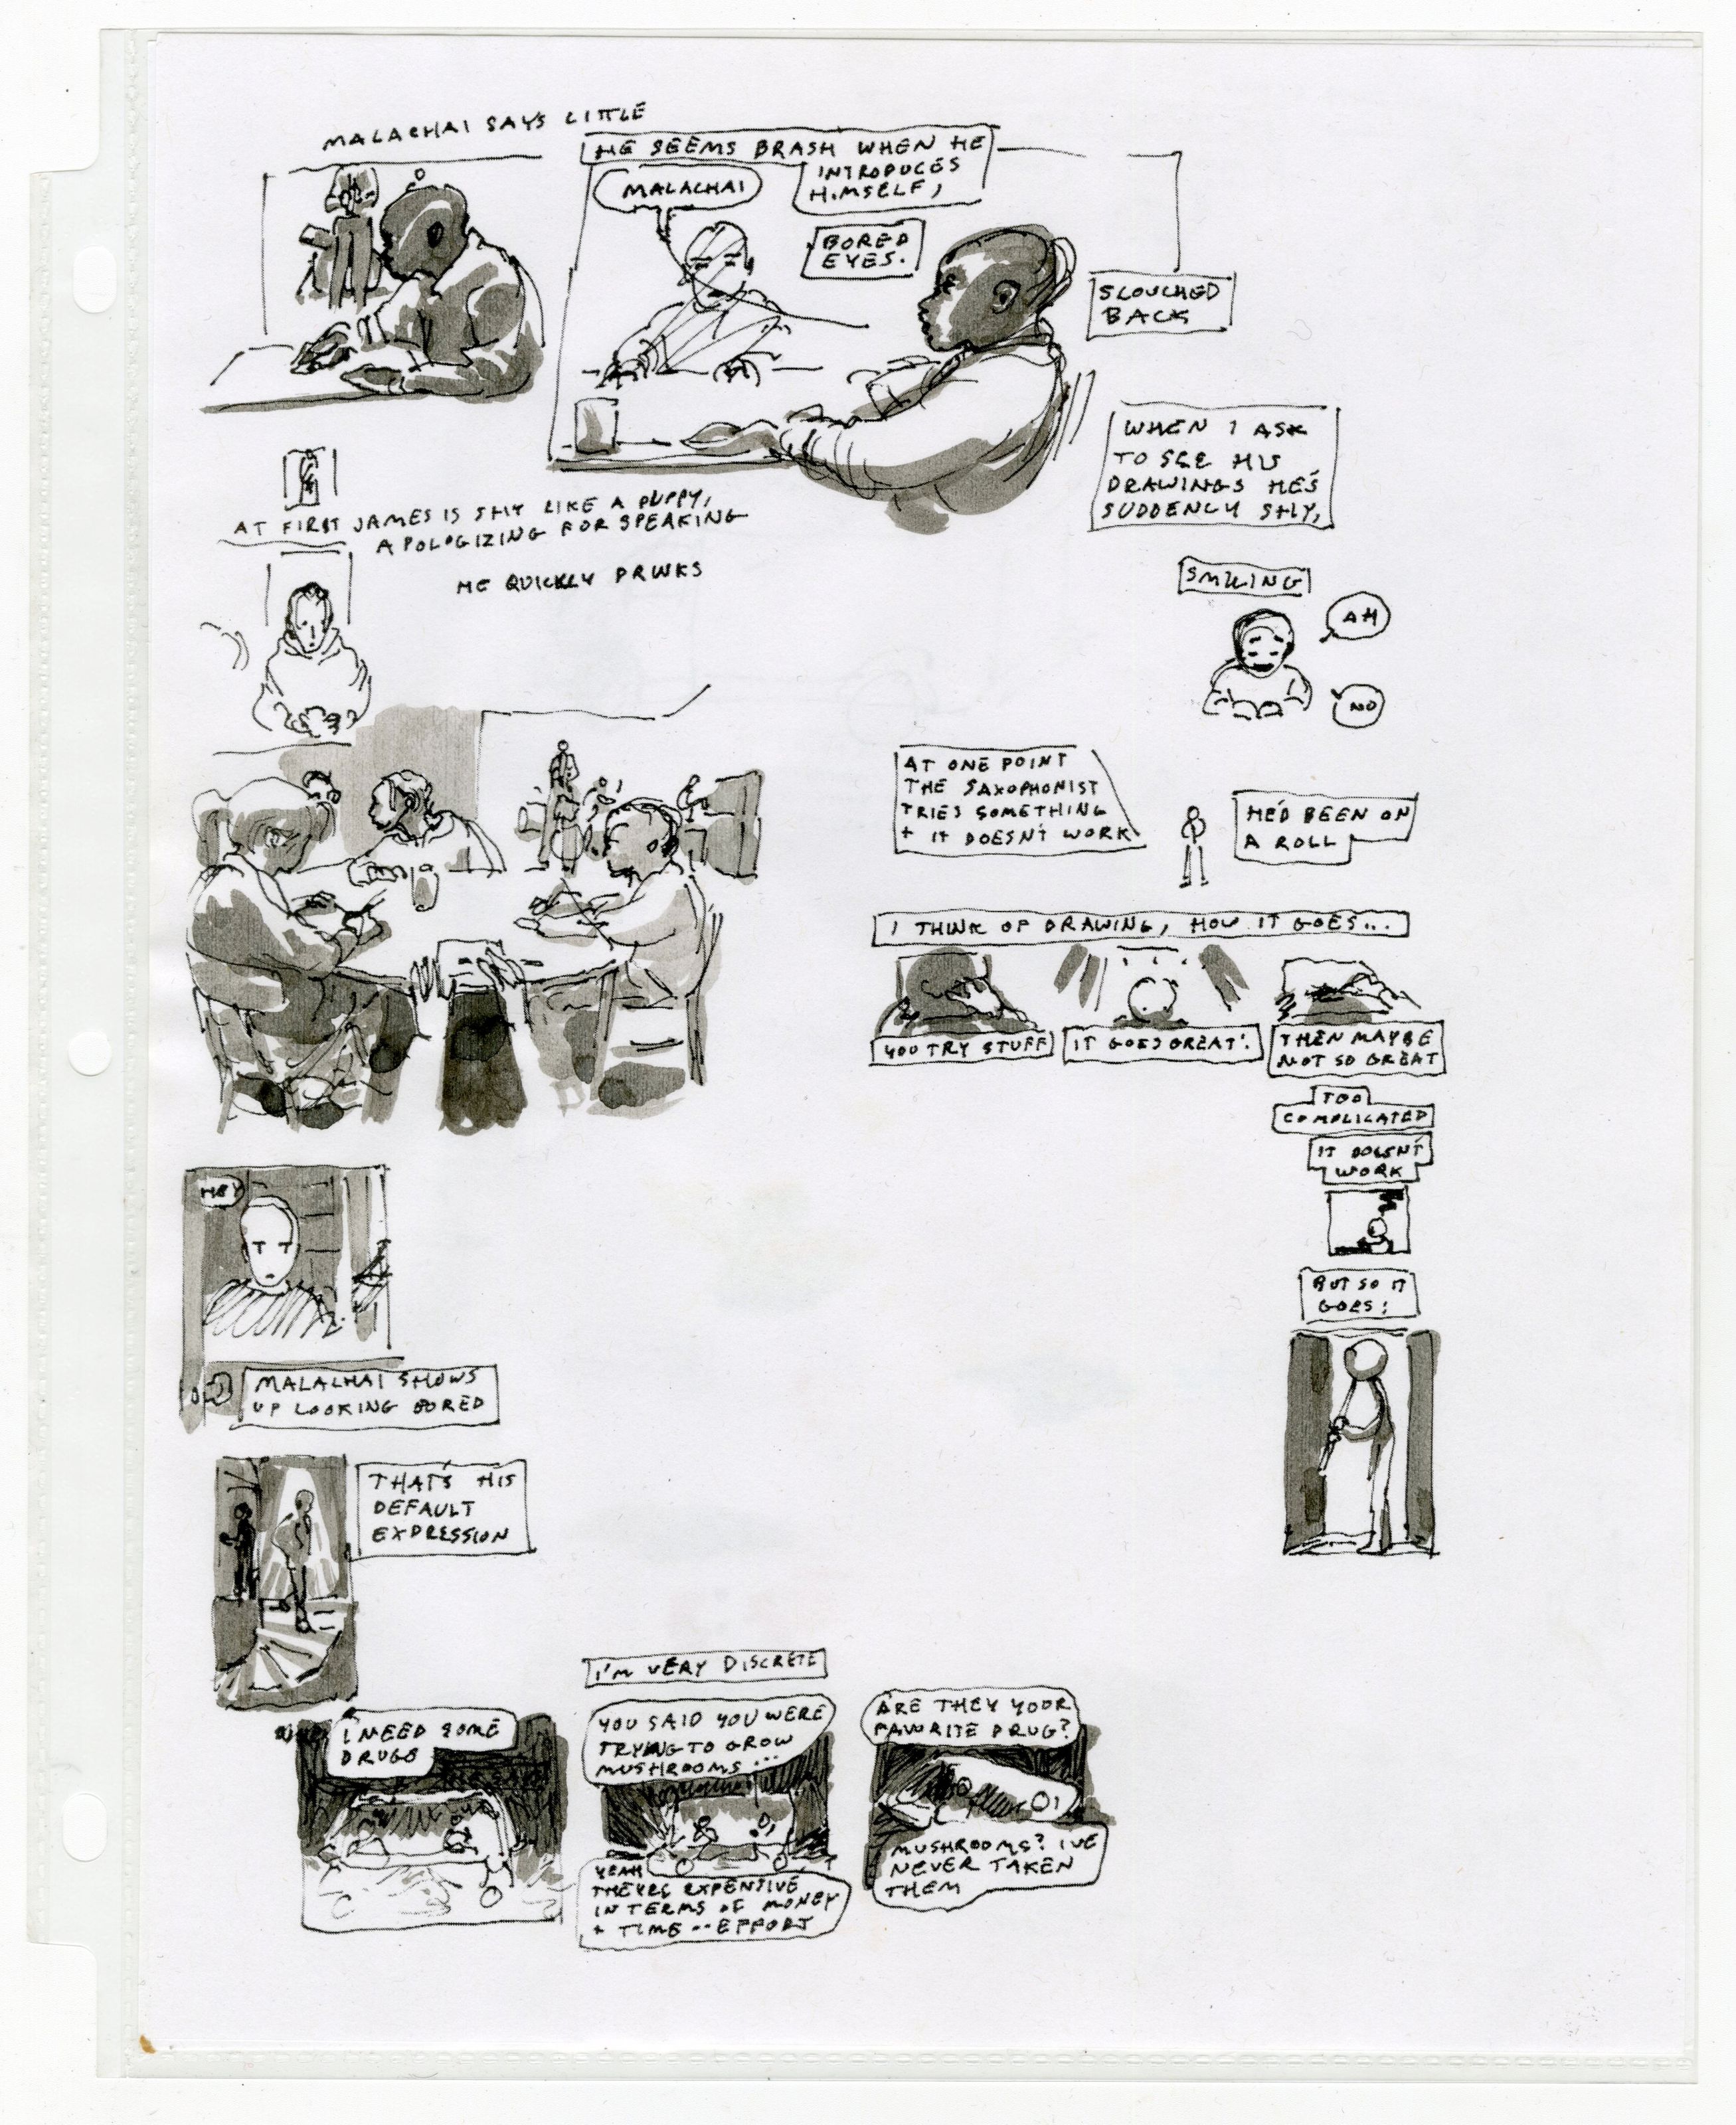 MALACHAI SAYS LITTLE
HE SEEMS BRASH WHEN HE
INTRODUCES
HIMSELF,
MALACHAI
BORED
EYES.
SLOUCHED
BACK
WHEN I ASK
TO SEE HIS
DRAWINGS HE'S
SUDDENLY SHY,
SMILING
AH
NO
AT FIRST JAMES IS SHY LIKE A PUPPY,
APOLOGIZING FOR SPEAKING
HE QUICKLY DRINKS
AT ONE POINT
THE SAXOPHONIST
TRIES SOMETHING
+ IT DOESN'T WORK
HE'D BEEN ON
A ROLL
I THINK OF DRAWING, HOW IT GOES...
YOU TRY STUFF
IT GOES GREAT.
THEN MAYBE
NOT SO GREAT
TOO
COMPLICATED
IT DOESN'T
WORK
BUT SO IT
GOES:
HEY
MALACHAI SHOWS
UP LOOKING BORED
THAT'S HIS
DEFAULT
EXPRESSION
I NEED SOME
DRUGS
I'M VERY DISCRETE
YOU SAID YOU WERE
TRYING TO GROW
MUSHROOMS...
YEAH
THEYRE EXPENSIVE
IN TERMS OF MONEY
+ TIME -- EFFORT
ARE THEY YOUR
FAVORITE DRUG?
MUSHROOMS? I'VE
NEVER TAKEN
THEM